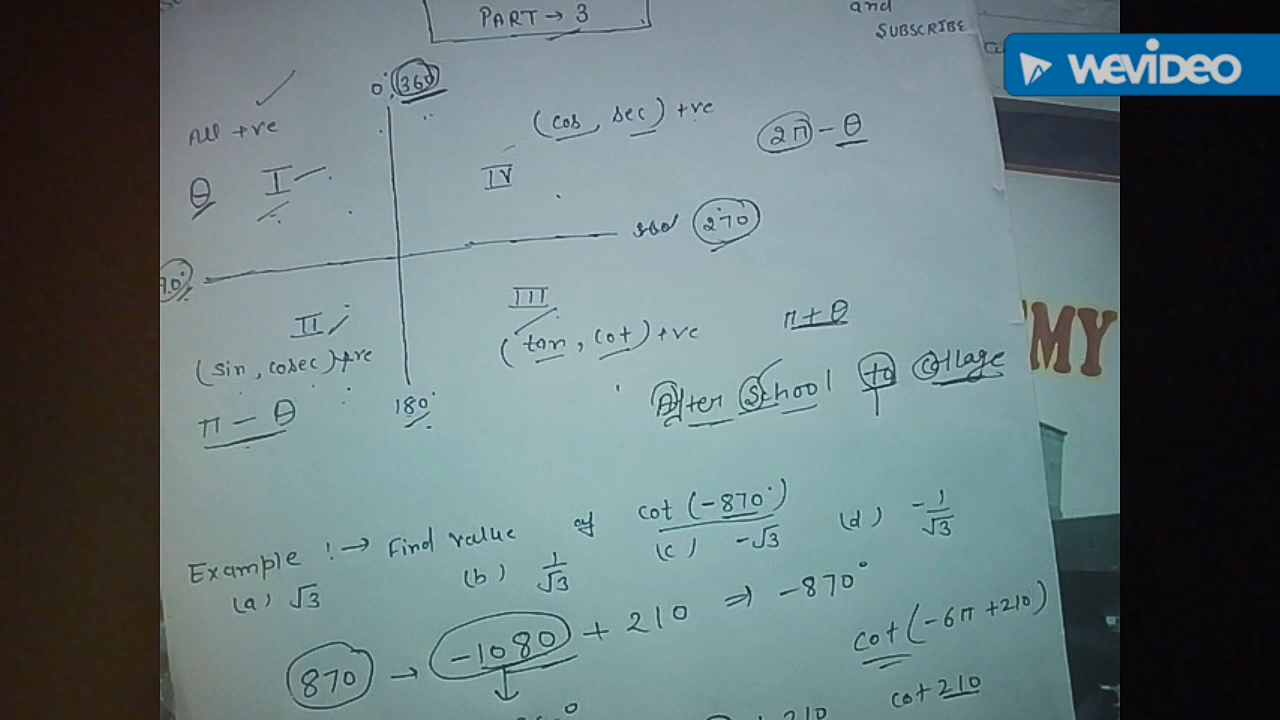 PART → 3
and
SUBSCRIBE
WEVIDEO
0°, 360°
All +ve
(cos, sec) +ve
2π - θ
θ I
IV
270°
90°
II
III
(sin, cosec) +ve
(tan, cot) +ve
π + θ
π - θ
180°
After School to Collage
MY
Example :→ Find value of cot (-870°)
(a) √3 (b) 1/√3 (c) -√3 (d) -1/√3
870 → -1080 + 210 ⇒ -870°
cot (-6π + 210)
cot 210
+ 210